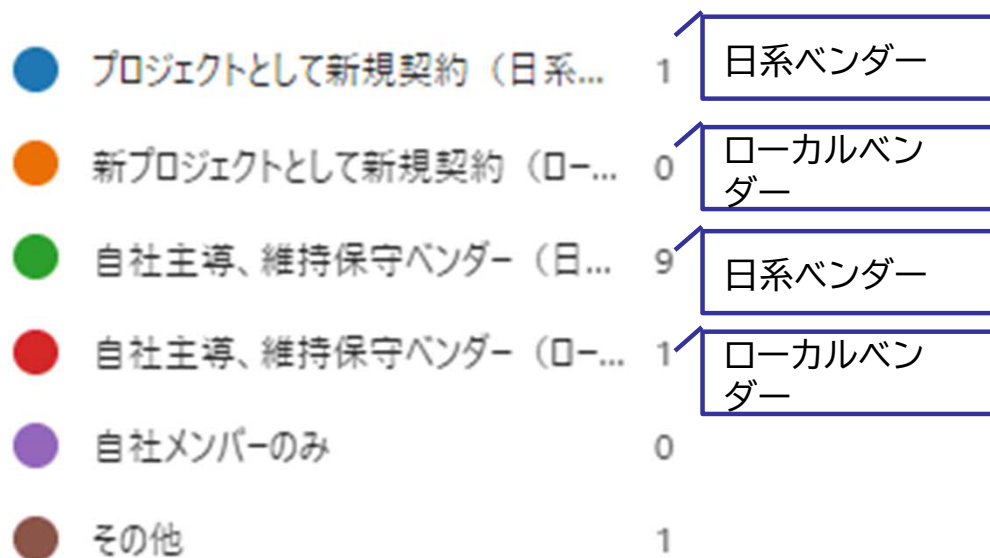 プロジェクトとして新規契約（日系... 1
日系ベンダー
新プロジェクトとして新規契約（ロー... 0
ローカルベン
ダー
自社主導、維持保守ベンダー（日... 9
日系ベンダー
自社主導、維持保守ベンダー（ロー... 1
ローカルベン
ダー
自社メンバーのみ 0
その他 1